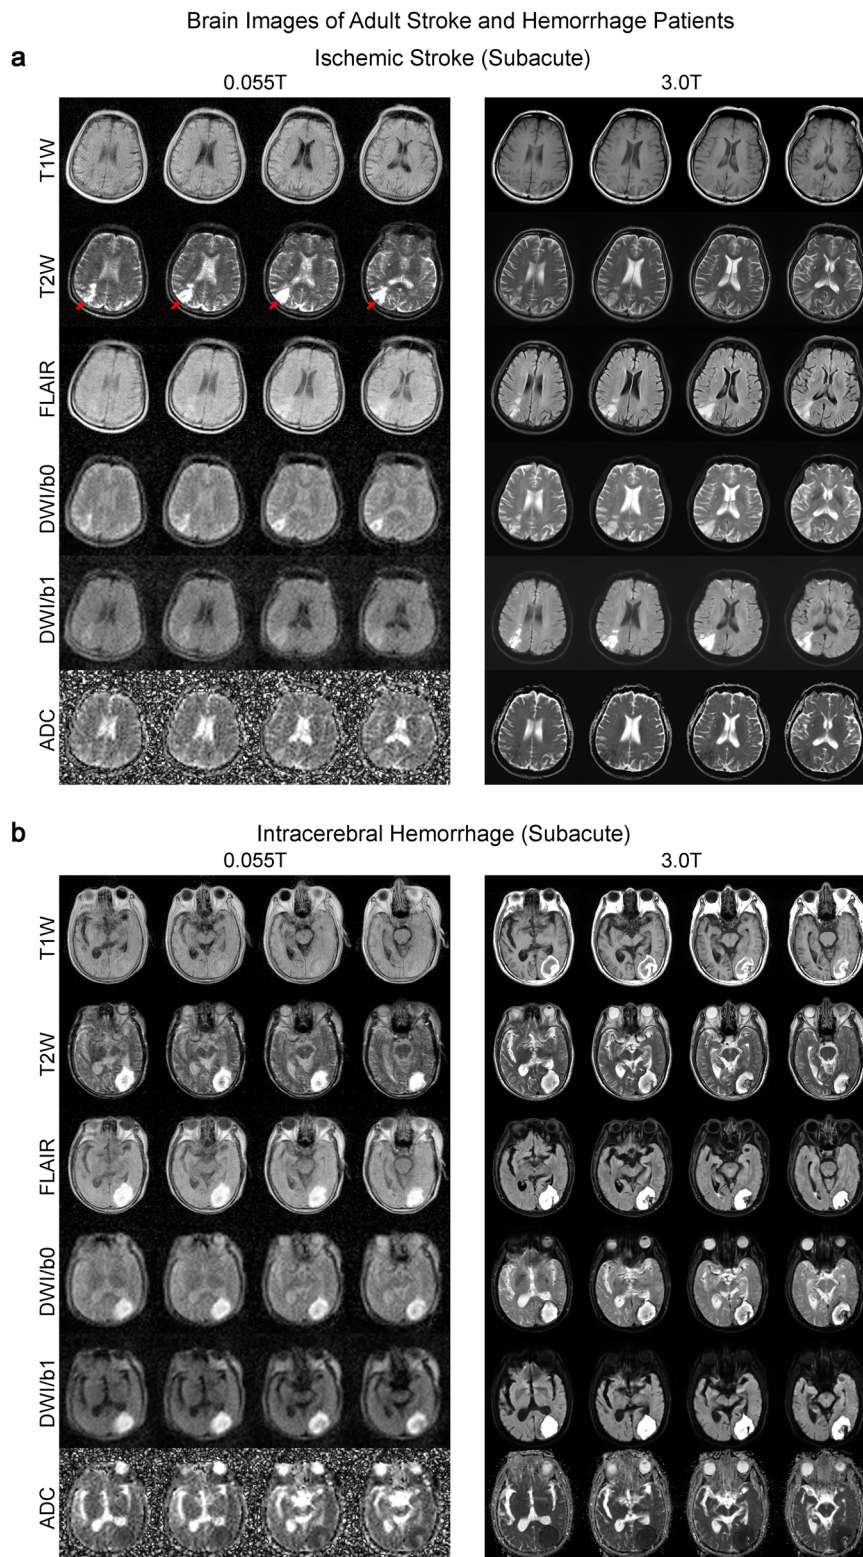 Brain Images of Adult Stroke and Hemorrhage Patients
a
Ischemic Stroke (Subacute)
0.055T
3.0T
T1W
T2W
FLAIR
DWI/b0
DWI/b1
ADC
b
Intracerebral Hemorrhage (Subacute)
0.055T
3.0T
T1W
T2W
FLAIR
DWI/b0
DWI/b1
ADC